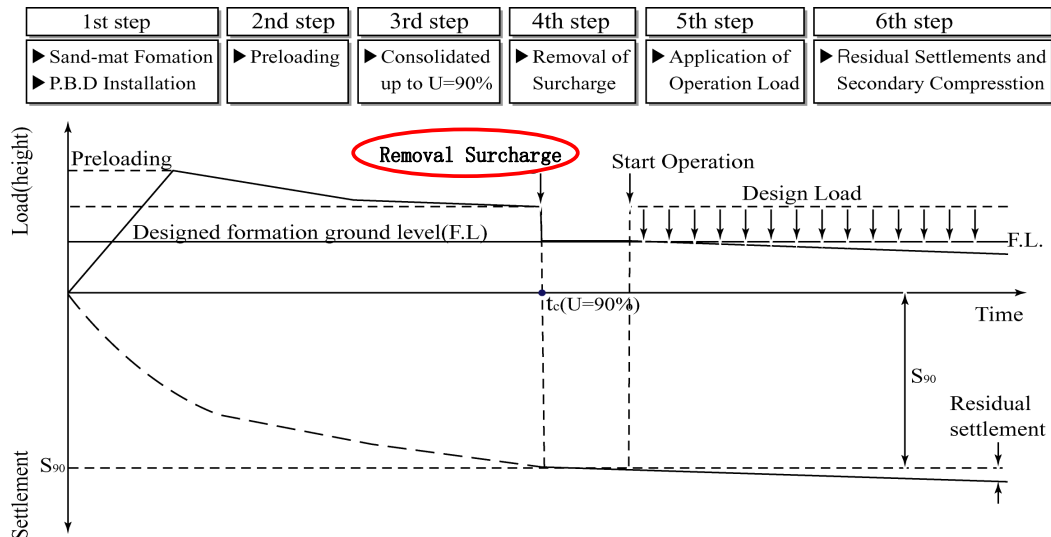 1st step
2nd step
3rd step
4th step
5th step
6th step
▶ Sand-mat Fomation
▶ P.B.D Installation
▶ Preloading
▶ Consolidated
up to U=90%
▶ Removal of
Surcharge
▶ Application of
Operation Load
▶ Residual Settlements and
Secondary Compresstion
Load(height)
Preloading
Removal Surcharge
Start Operation
Design Load
Designed formation ground level(F.L)
F.L.
tc(U=90%)
Time
S90
Residual
settlement
S90
Settlement